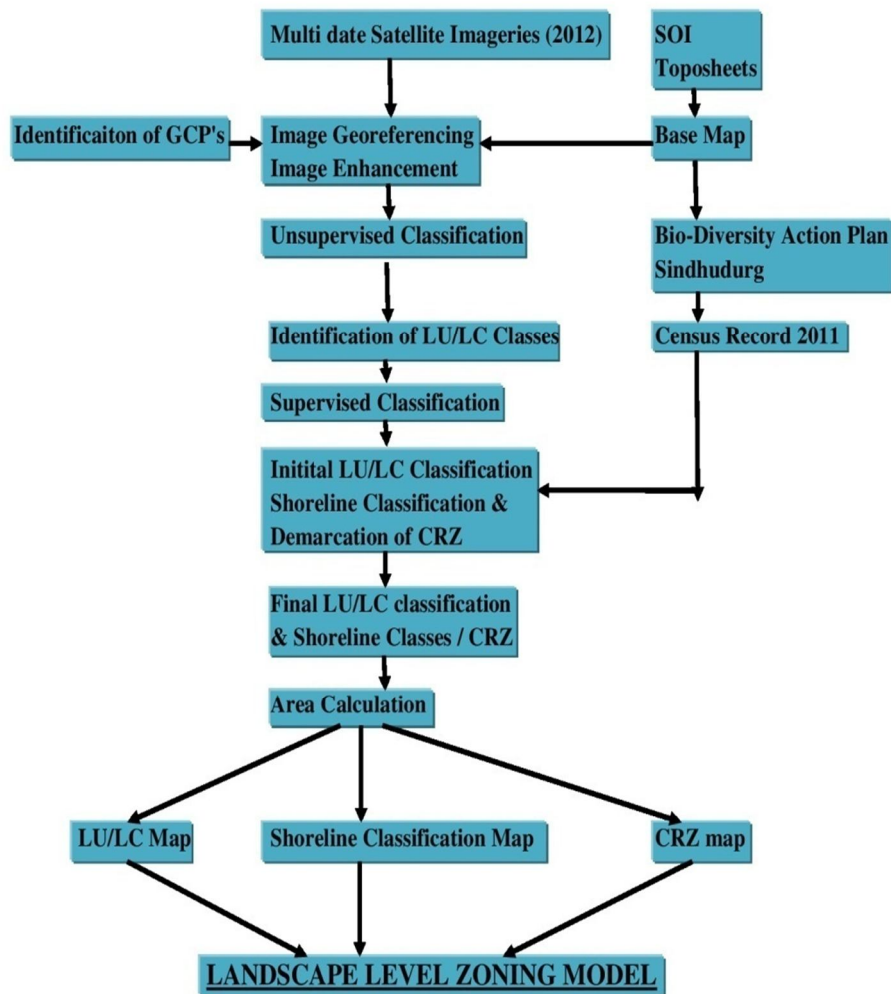 Multi date Satellite Imageries (2012)
SOI
Toposheets
Identificaiton of GCP's
Image Georeferencing
Image Enhancement
Base Map
Unsupervised Classification
Bio-Diversity Action Plan
Sindhudurg
Identification of LU/LC Classes
Census Record 2011
Supervised Classification
Initital LU/LC Classification
Shoreline Classification &
Demarcation of CRZ
Final LU/LC classification
& Shoreline Classes / CRZ
Area Calculation
LU/LC Map
Shoreline Classification Map
CRZ map
LANDSCAPE LEVEL ZONING MODEL